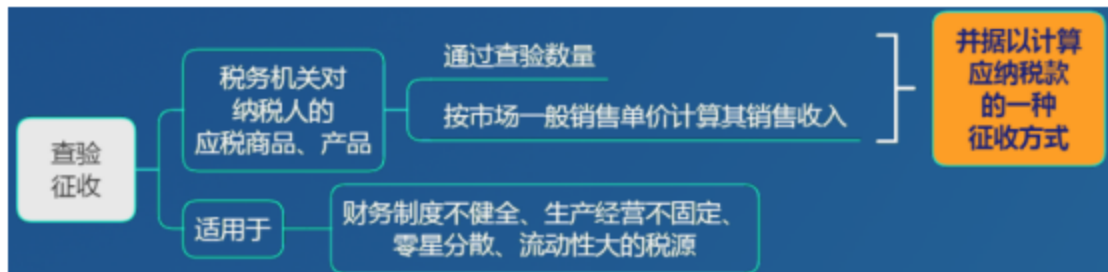 查验
征收
税务机关对
纳税人的
应税商品、产品
通过查验数量
按市场一般销售单价计算其销售收入
并据以计算
应纳税款
的一种
征收方式
适用于
财务制度不健全、生产经营不固定、
零星分散、流动性大的税源